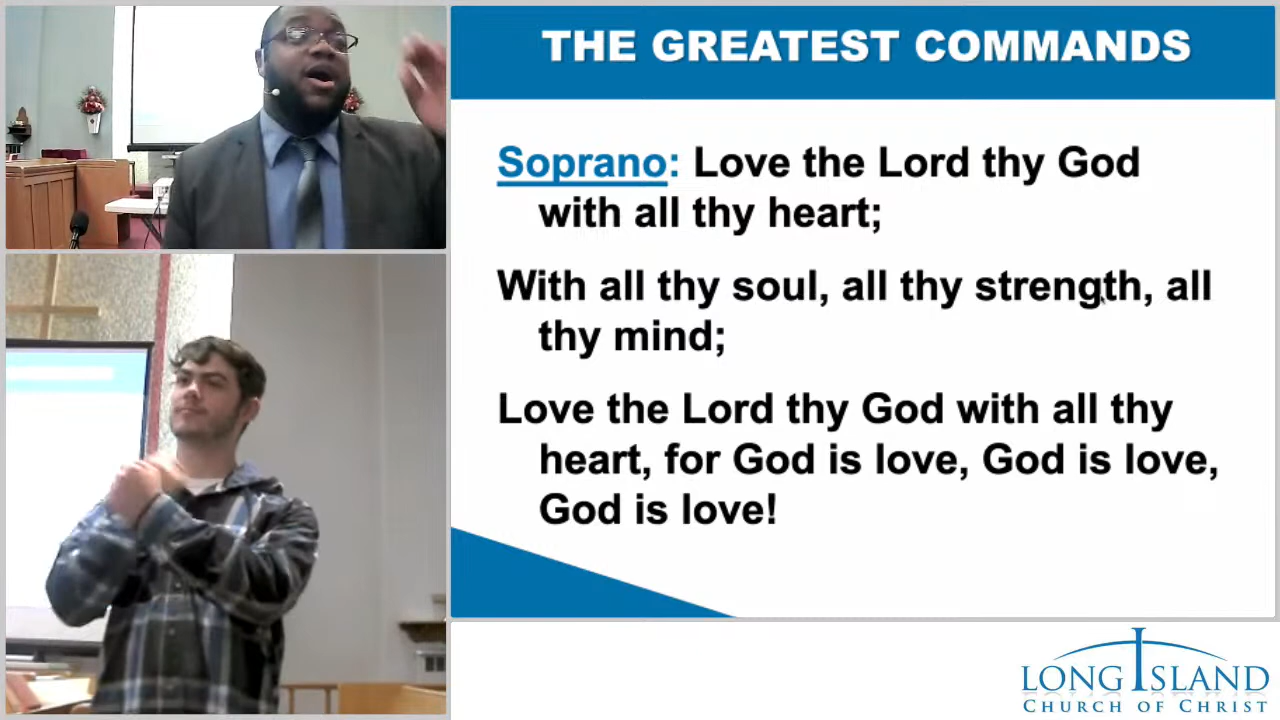 THE GREATEST COMMANDS
Soprano: Love the Lord thy God
with all thy heart;
With all thy soul, all thy strength, all
thy mind;
Love the Lord thy God with all thy
heart, for God is love, God is love,
God is love!
LONG ISLAND
CHURCH OF CHRIST